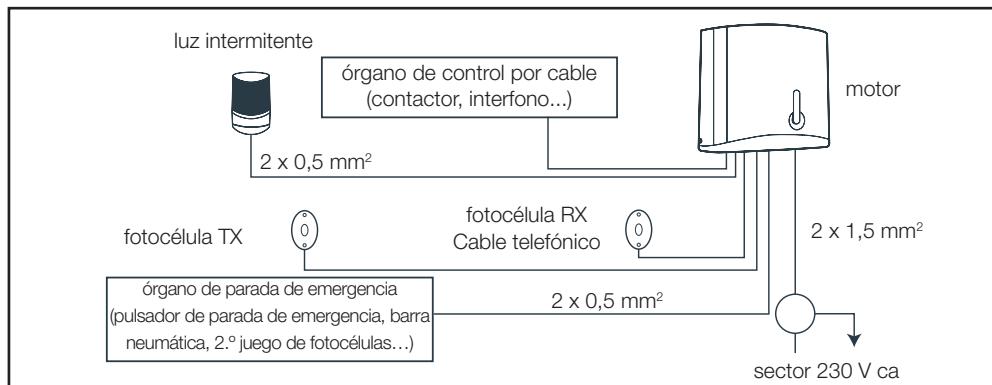 luz intermitente
órgano de control por cable
(contactor, interfono...)
motor
2 x 0,5 mm²
fotocélula TX
fotocélula RX
Cable telefónico
2 x 1,5 mm²
órgano de parada de emergencia
(pulsador de parada de emergencia, barra
neumática, 2.º juego de fotocélulas…)
2 x 0,5 mm²
sector 230 V ca